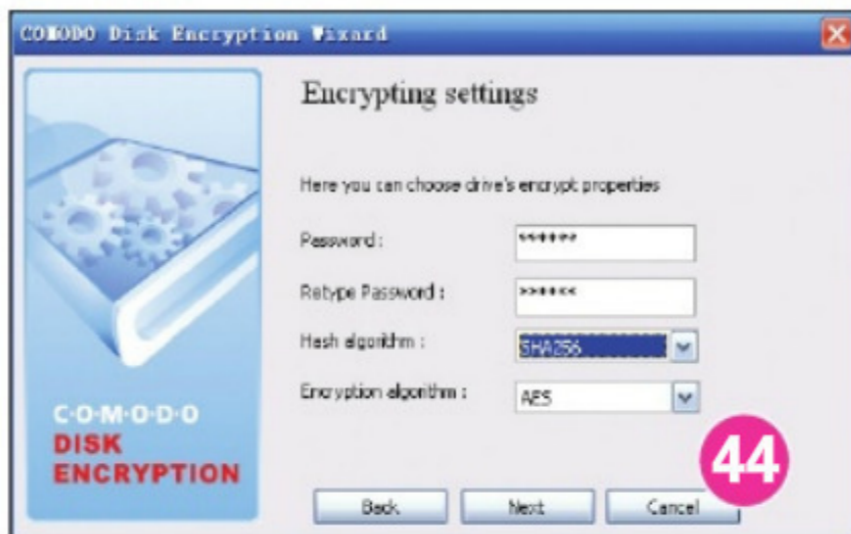 COMODO Disk Encryption Wizard
Encrypting settings
Here you can choose drive's encrypt properties
Password :
******
Retype Password :
******
Hash algorithm :
SHA256
Encryption algorithm :
AES
C·O·M·O·D·O
DISK
ENCRYPTION
44
Back
Next
Cancel